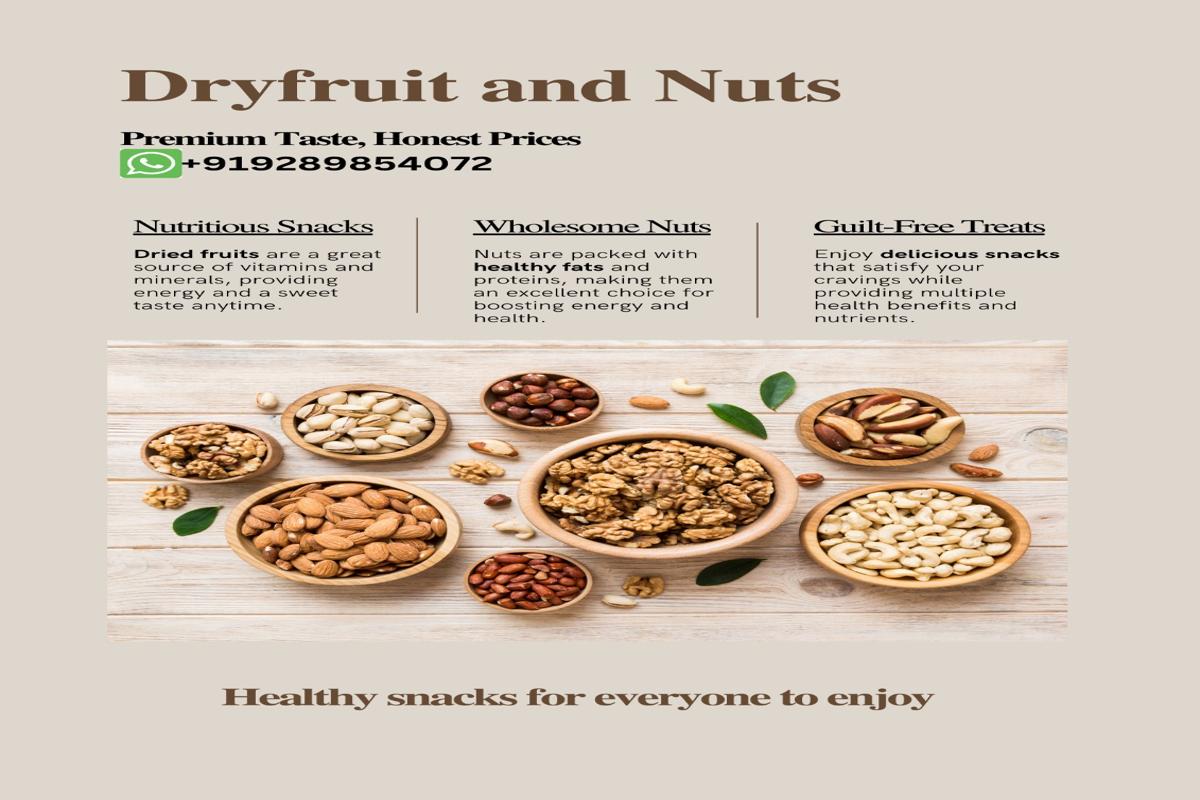 Dryfruit and Nuts
Premium Taste, Honest Prices
+919289854072
Nutritious Snacks
Dried fruits are a great
source of vitamins and
minerals, providing
energy and a sweet
taste anytime.
Wholesome Nuts
Nuts are packed with
healthy fats and
proteins, making them
an excellent choice for
boosting energy and
health.
Guilt-Free Treats
Enjoy delicious snacks
that satisfy your
cravings while
providing multiple
health benefits and
nutrients.
Healthy snacks for everyone to enjoy